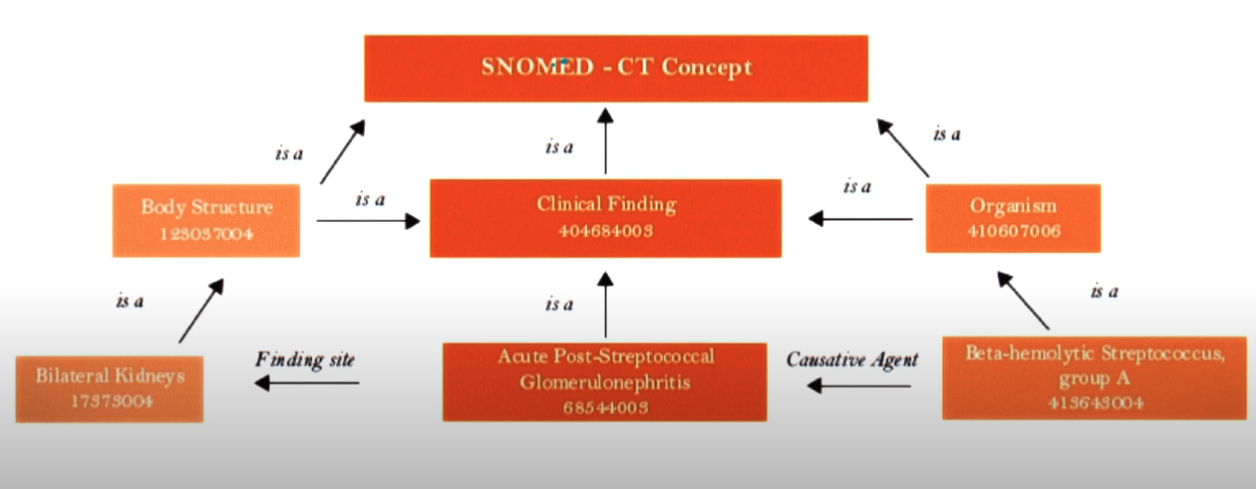 SNOMED - CT Concept
is a
is a
is a
Body Structure
123037004
is a
Clinical Finding
404684003
is a
Organism
410607006
is a
is a
is a
Bilateral Kidneys
17373004
Finding site
Acute Post-Streptococcal
Glomerulonephritis
68544003
Causative Agent
Beta-hemolytic Streptococcus,
group A
413643004